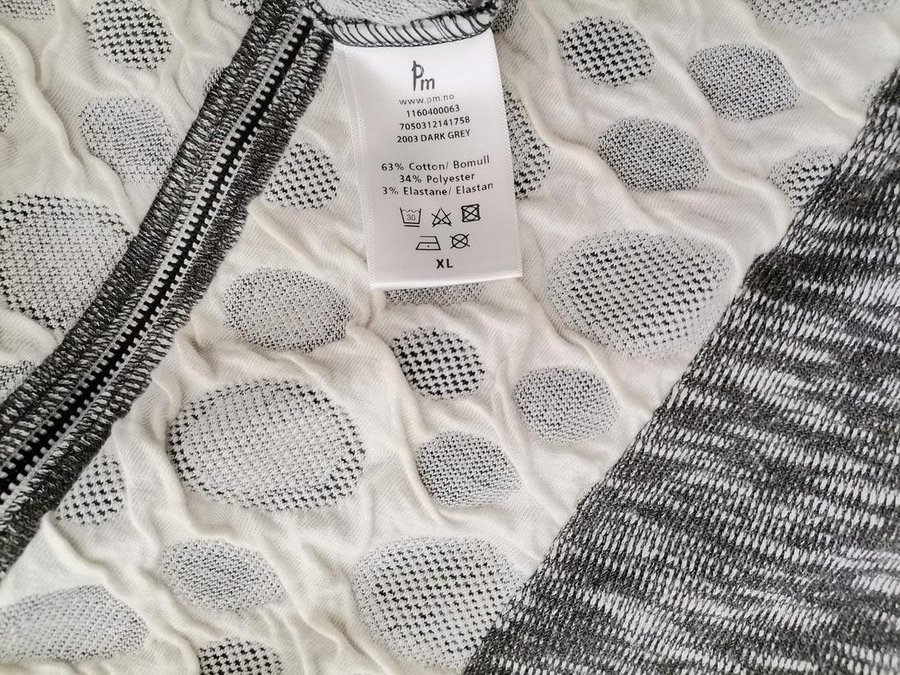 Pm
www.pm.no
1160400063
7050312141758
2003 DARK GREY
63% Cotton/ Bomull
34% Polyester
3% Elastane/ Elastan
30
XL